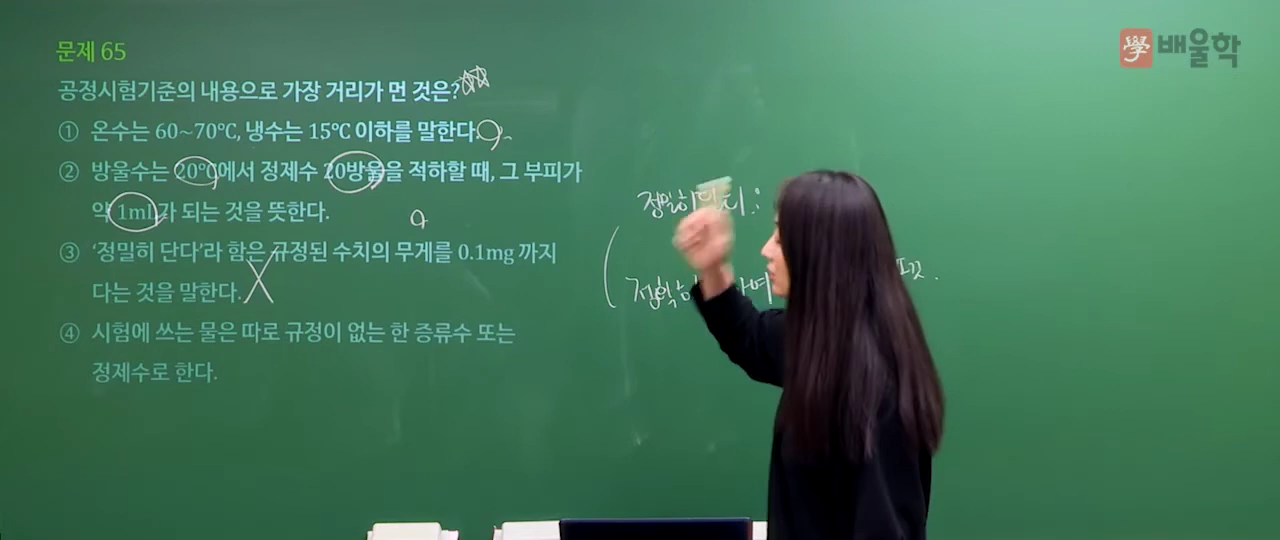 문제 65
學 배울학
공정시험기준의 내용으로 가장 거리가 먼 것은?
① 온수는 60~70℃, 냉수는 15℃ 이하를 말한다.
② 방울수는 20℃에서 정제수 20방울을 적하할 때, 그 부피가
약 1mL가 되는 것을 뜻한다.
③ ‘정밀히 단다’라 함은 규정된 수치의 무게를 0.1mg 까지
다는 것을 말한다.
④ 시험에 쓰는 물은 따로 규정이 없는 한 증류수 또는
정제수로 한다.
정밀히
정확히